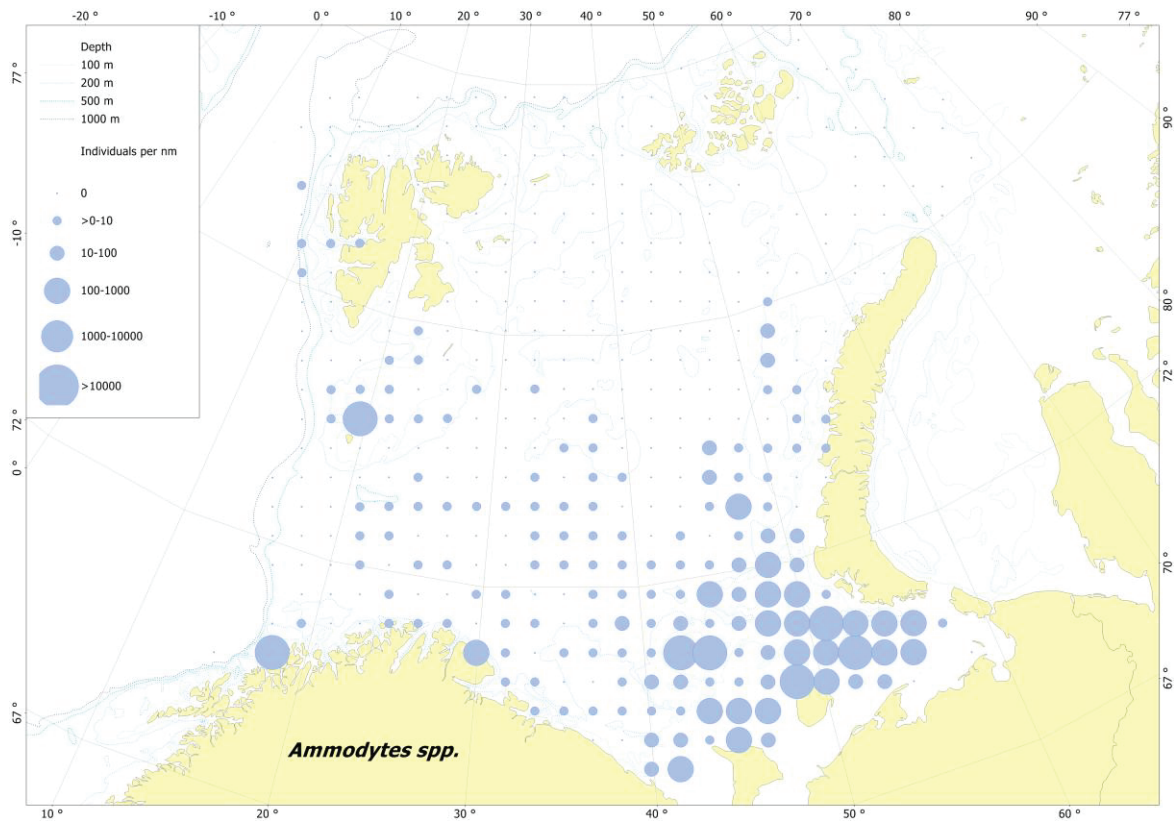 -20 ° -10 ° 0 ° 10 ° 20 ° 30 ° 40 ° 50 ° 60 ° 70 ° 80 ° 90 ° 77 °
Depth
100 m
200 m
500 m
1000 m
Individuals per nm
0
>0-10
10-100
100-1000
1000-10000
>10000
77 °
-10 °
72 °
0 °
67 °
90 °
80 °
72 °
70 °
67 °
Ammodytes spp.
10 ° 20 ° 30 ° 40 ° 50 ° 60 °